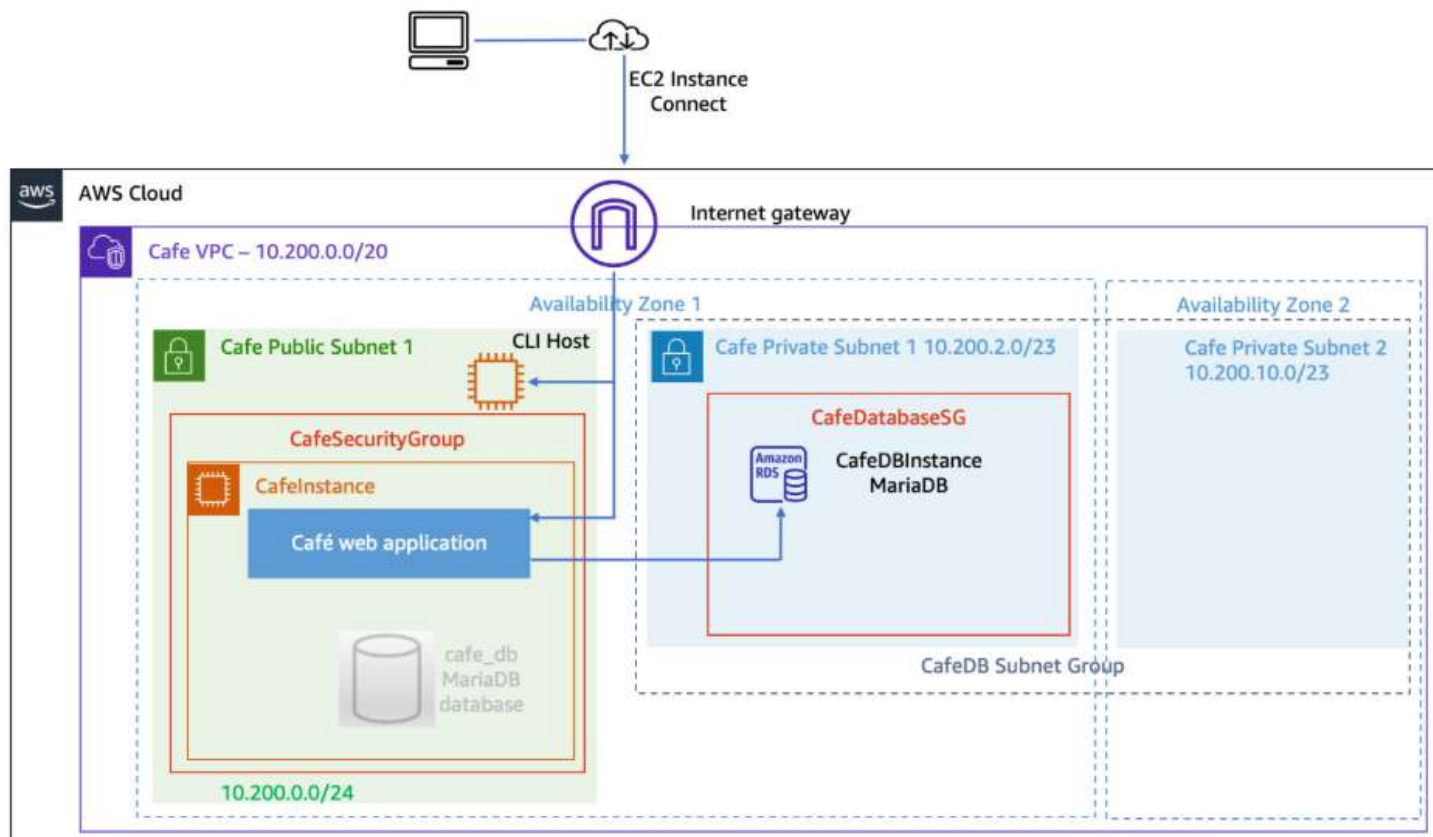 EC2 Instance
Connect
aws
AWS Cloud
Internet gateway
Cafe VPC – 10.200.0.0/20
Availability Zone 1
Availability Zone 2
Cafe Public Subnet 1
CLI Host
Cafe Private Subnet 1 10.200.2.0/23
Cafe Private Subnet 2
10.200.10.0/23
CafeSecurityGroup
CafeDatabaseSG
CafeInstance
Amazon
RDS
CafeDBInstance
MariaDB
Café web application
cafe_db
MariaDB
database
CafeDB Subnet Group
10.200.0.0/24